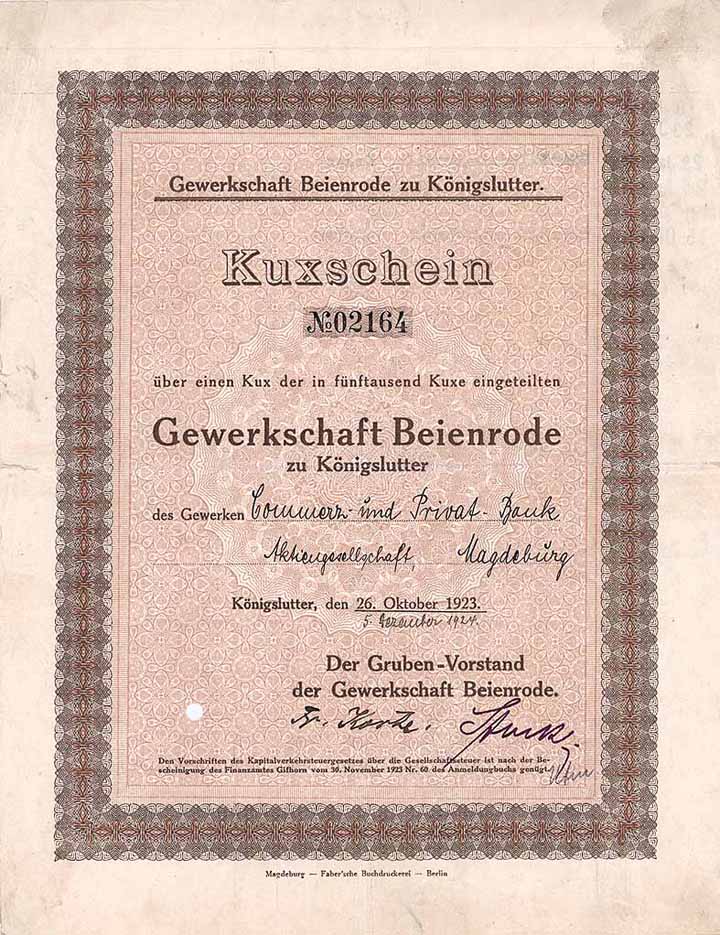 Gewerkschaft Beienrode zu Königslutter.
Kuxschein
№02164
über einen Kux der in fünftausend Kuxe eingeteilten
Gewerkschaft Beienrode
zu Königslutter
des Gewerken Commerz- und Privat-Bank
Aktiengesellschaft, Magdeburg
Königslutter, den 26. Oktober 1923.
5. Dezember 1924.
Der Gruben-Vorstand
der Gewerkschaft Beienrode.
Den Vorschriften des Kapitalverkehrsteuergesetzes über die Gesellschaftsteuer ist nach der Be-
scheinigung des Finanzamtes Gifhorn vom 30. November 1923 Nr. 60. des Anmeldungbuchs genügt.
Magdeburg — Faber'sche Buchdruckerei — Berlin